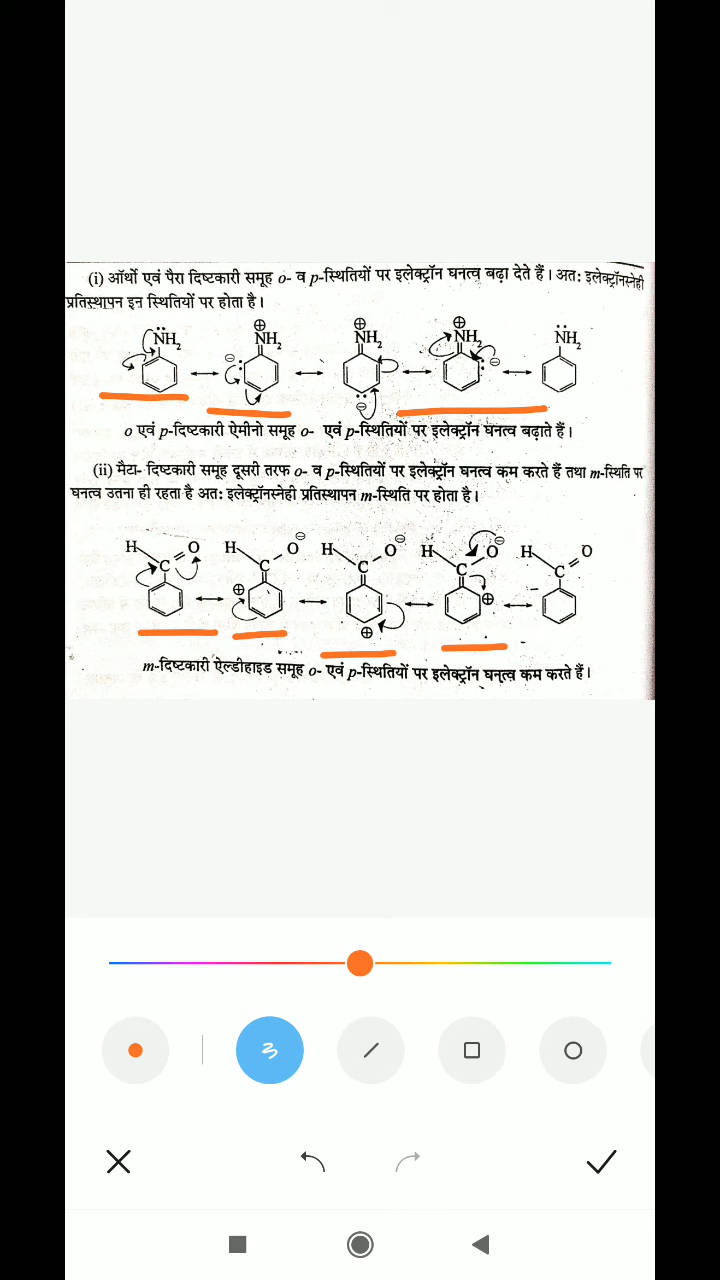 (i) ऑर्थो एवं पैरा दिष्टकारी समूह o- व p-स्थितियों पर इलेक्ट्रॉन घनत्व बढ़ा देते हैं। अतः इलेक्ट्रॉनस्नेही
प्रतिस्थापन इन स्थितियों पर होता है।
NH2 ⊕NH2 ⊕NH2 ⊕NH2 NH2
⊖ ⊖ ⊖
o एवं p-दिष्टकारी ऐमीनो समूह o- एवं p-स्थितियों पर इलेक्ट्रॉन घनत्व बढ़ाते हैं।
(ii) मैटा- दिष्टकारी समूह दूसरी तरफ o- व p-स्थितियों पर इलेक्ट्रॉन घनत्व कम करते हैं तथा m-स्थिति पर
घनत्व उतना ही रहता है अतः इलेक्ट्रॉनस्नेही प्रतिस्थापन m-स्थिति पर होता है।
H O H O⊖ H O⊖ H O⊖ H O
C C C C C
⊕ ⊕ ⊕
m-दिष्टकारी ऐल्डीहाइड समूह o- एवं p-स्थितियों पर इलेक्ट्रॉन घनत्व कम करते हैं।